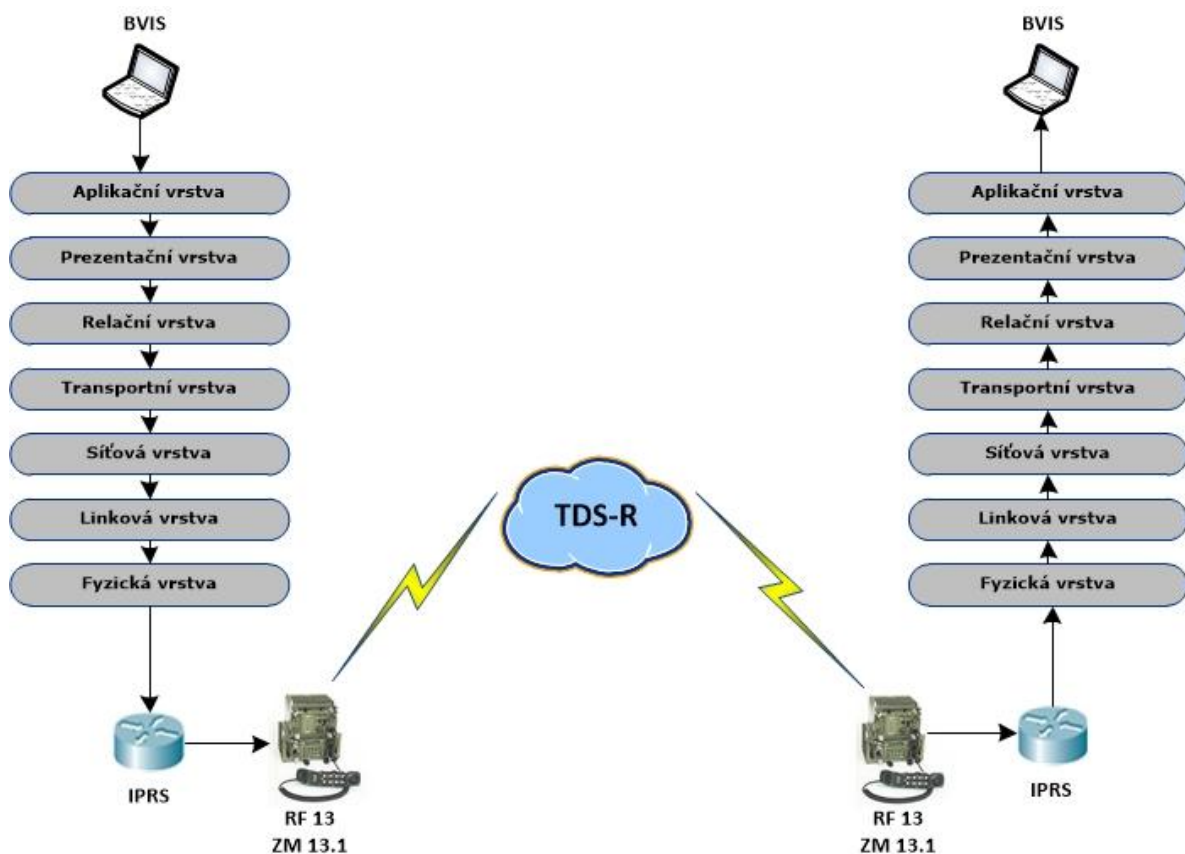 BVIS
Aplikační vrstva
Prezentační vrstva
Relační vrstva
Transportní vrstva
Síťová vrstva
Linková vrstva
Fyzická vrstva
IPRS
RF 13
ZM 13.1
TDS-R
BVIS
Aplikační vrstva
Prezentační vrstva
Relační vrstva
Transportní vrstva
Síťová vrstva
Linková vrstva
Fyzická vrstva
RF 13
ZM 13.1
IPRS